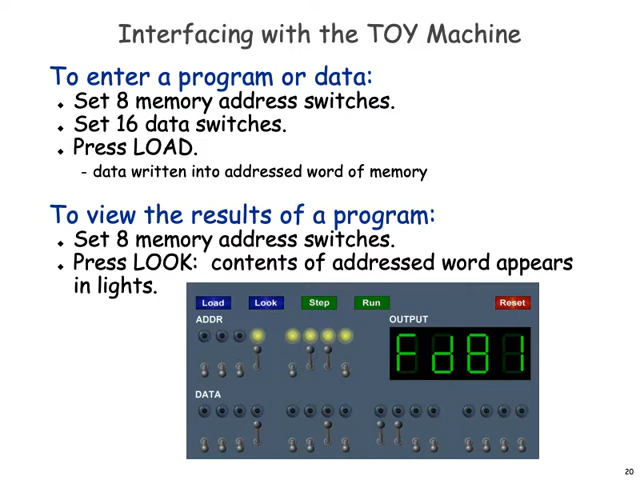 Interfacing with the TOY Machine
To enter a program or data:
Set 8 memory address switches.
Set 16 data switches.
Press LOAD.
- data written into addressed word of memory
To view the results of a program:
Set 8 memory address switches.
Press LOOK: contents of addressed word appears
in lights.
Load Look Step Run Reset
ADDR OUTPUT
Fd81
DATA
20